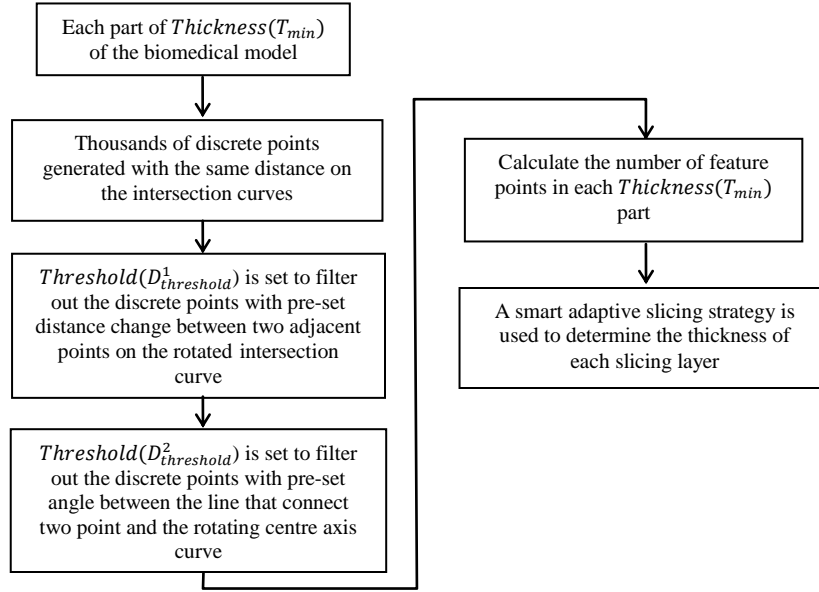 Each part of Thickness(T_min)
of the biomedical model
Thousands of discrete points
generated with the same distance on
the intersection curves
Threshold(D^1_threshold) is set to filter
out the discrete points with pre-set
distance change between two adjacent
points on the rotated intersection
curve
Threshold(D^2_threshold) is set to filter
out the discrete points with pre-set
angle between the line that connect
two point and the rotating centre axis
curve
Calculate the number of feature
points in each Thickness(T_min)
part
A smart adaptive slicing strategy is
used to determine the thickness of
each slicing layer